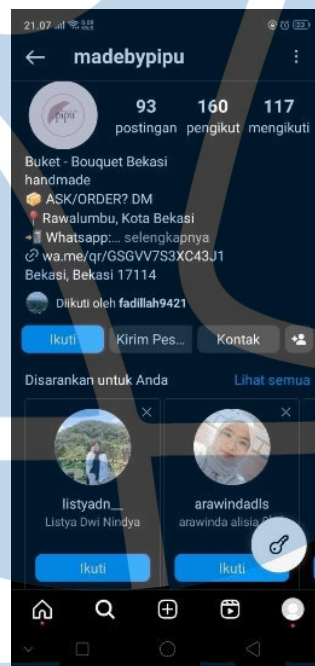 21.07
madebypipu
pipu
93 160 117
postingan pengikut mengikuti
Buket - Bouquet Bekasi
handmade
ASK/ORDER? DM
Rawalumbu, Kota Bekasi
Whatsapp:... selengkapnya
wa.me/qr/GSGVV7S3XC43J1
Bekasi, Bekasi 17114
Diikuti oleh fadillah9421
Ikuti Kirim Pes... Kontak
Disarankan untuk Anda Lihat semua
listyadn__ arawindadls
Listya Dwi Nindya arawinda alisia
Ikuti Ikuti